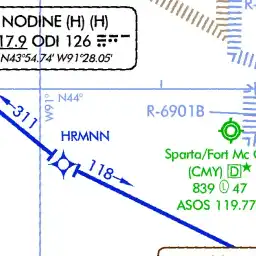 NODINE (H) (H)
17.9 ODI 126
N43°54.74' W91°28.05'
W91°
N44°
311
R-6901B
HRMNN
118
Sparta/Fort Mc
(CMY) D★
839 Ⓛ 47
ASOS 119.77